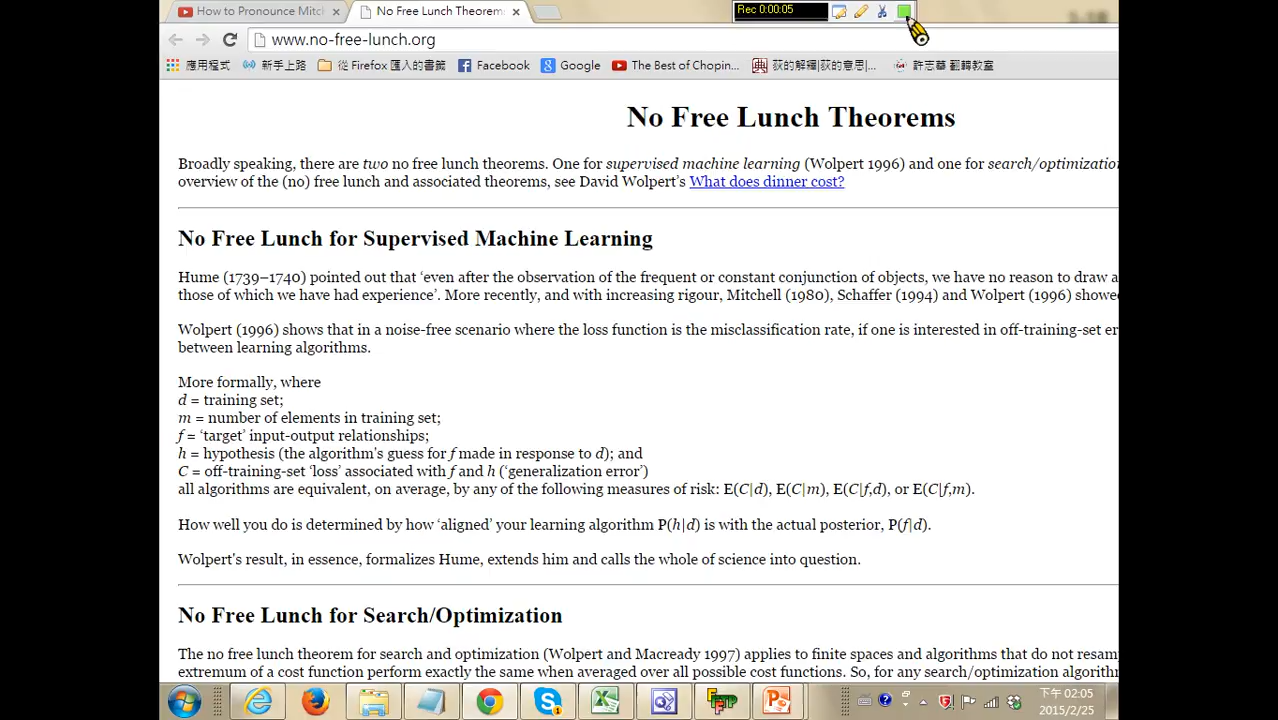 How to Pronounce Mitch
No Free Lunch Theorems
Rec 0:00:05
www.no-free-lunch.org
應用程式
新手上路
從 Firefox 匯入的書籤
Facebook
Google
The Best of Chopin...
荻的解釋|荻的意思|...
許志華 翻轉教室
No Free Lunch Theorems
Broadly speaking, there are two no free lunch theorems. One for supervised machine learning (Wolpert 1996) and one for search/optimization
overview of the (no) free lunch and associated theorems, see David Wolpert's What does dinner cost?
No Free Lunch for Supervised Machine Learning
Hume (1739–1740) pointed out that ‘even after the observation of the frequent or constant conjunction of objects, we have no reason to draw a
those of which we have had experience’. More recently, and with increasing rigour, Mitchell (1980), Schaffer (1994) and Wolpert (1996) showe
Wolpert (1996) shows that in a noise-free scenario where the loss function is the misclassification rate, if one is interested in off-training-set er
between learning algorithms.
More formally, where
d = training set;
m = number of elements in training set;
f = ‘target’ input-output relationships;
h = hypothesis (the algorithm's guess for f made in response to d); and
C = off-training-set ‘loss’ associated with f and h (‘generalization error’)
all algorithms are equivalent, on average, by any of the following measures of risk: E(C|d), E(C|m), E(C|f,d), or E(C|f,m).
How well you do is determined by how ‘aligned’ your learning algorithm P(h|d) is with the actual posterior, P(f|d).
Wolpert's result, in essence, formalizes Hume, extends him and calls the whole of science into question.
No Free Lunch for Search/Optimization
The no free lunch theorem for search and optimization (Wolpert and Macready 1997) applies to finite spaces and algorithms that do not resam
extremum of a cost function perform exactly the same when averaged over all possible cost functions. So, for any search/optimization algorithm
下午 02:05
2015/2/25